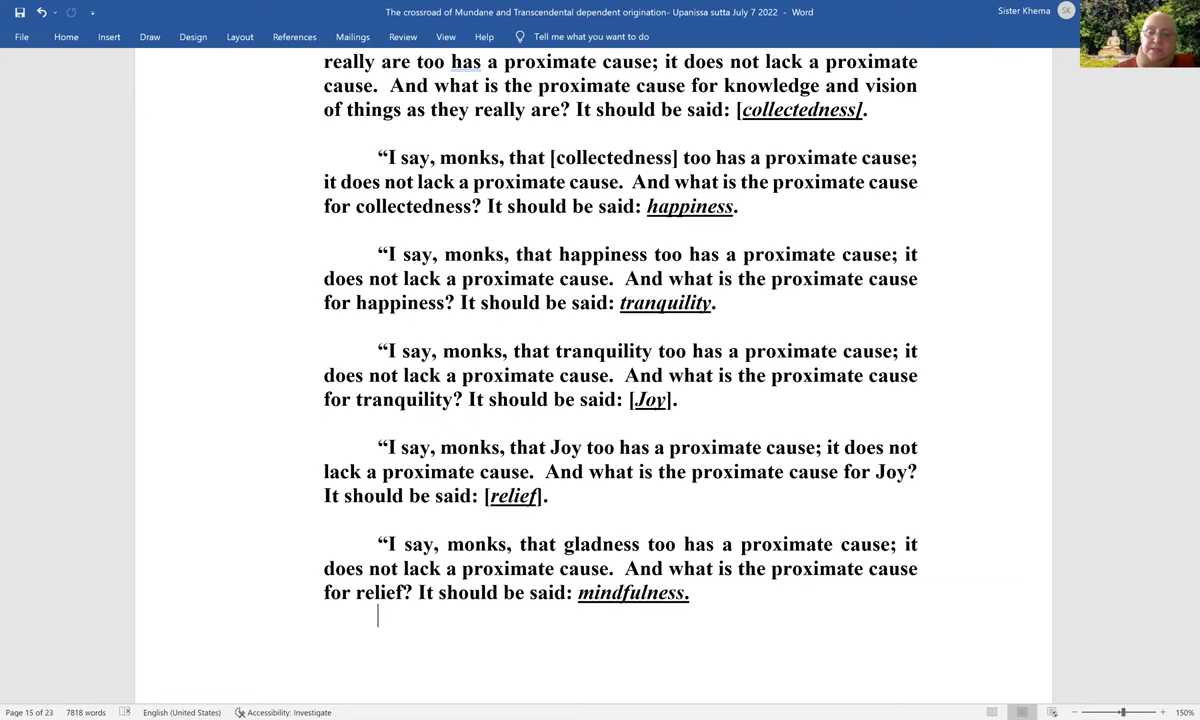 The crossroad of Mundane and Transcendental dependent origination- Upanissa sutta July 7 2022 - Word
Sister Khema SK
File Home Insert Draw Design Layout References Mailings Review View Help Tell me what you want to do
really are too has a proximate cause; it does not lack a proximate
cause. And what is the proximate cause for knowledge and vision
of things as they really are? It should be said: [collectedness].
“I say, monks, that [collectedness] too has a proximate cause;
it does not lack a proximate cause. And what is the proximate cause
for collectedness? It should be said: happiness.
“I say, monks, that happiness too has a proximate cause; it
does not lack a proximate cause. And what is the proximate cause
for happiness? It should be said: tranquility.
“I say, monks, that tranquility too has a proximate cause; it
does not lack a proximate cause. And what is the proximate cause
for tranquility? It should be said: [Joy].
“I say, monks, that Joy too has a proximate cause; it does not
lack a proximate cause. And what is the proximate cause for Joy?
It should be said: [relief].
“I say, monks, that gladness too has a proximate cause; it
does not lack a proximate cause. And what is the proximate cause
for relief? It should be said: mindfulness.
Page 15 of 23 7818 words English (United States) Accessibility: Investigate 150%